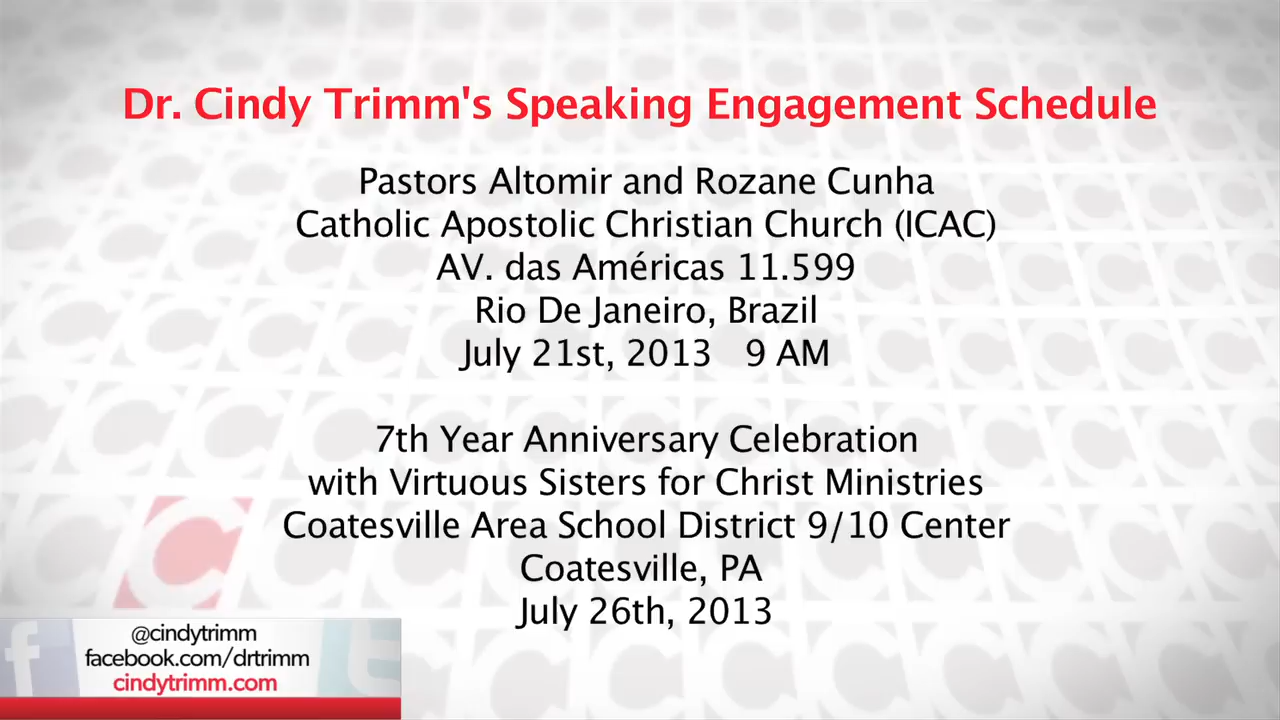 Dr. Cindy Trimm's Speaking Engagement Schedule
Pastors Altomir and Rozane Cunha
Catholic Apostolic Christian Church (ICAC)
AV. das Américas 11.599
Rio De Janeiro, Brazil
July 21st, 2013 9 AM
7th Year Anniversary Celebration
with Virtuous Sisters for Christ Ministries
Coatesville Area School District 9/10 Center
Coatesville, PA
July 26th, 2013
@cindytrimm
facebook.com/drtrimm
cindytrimm.com